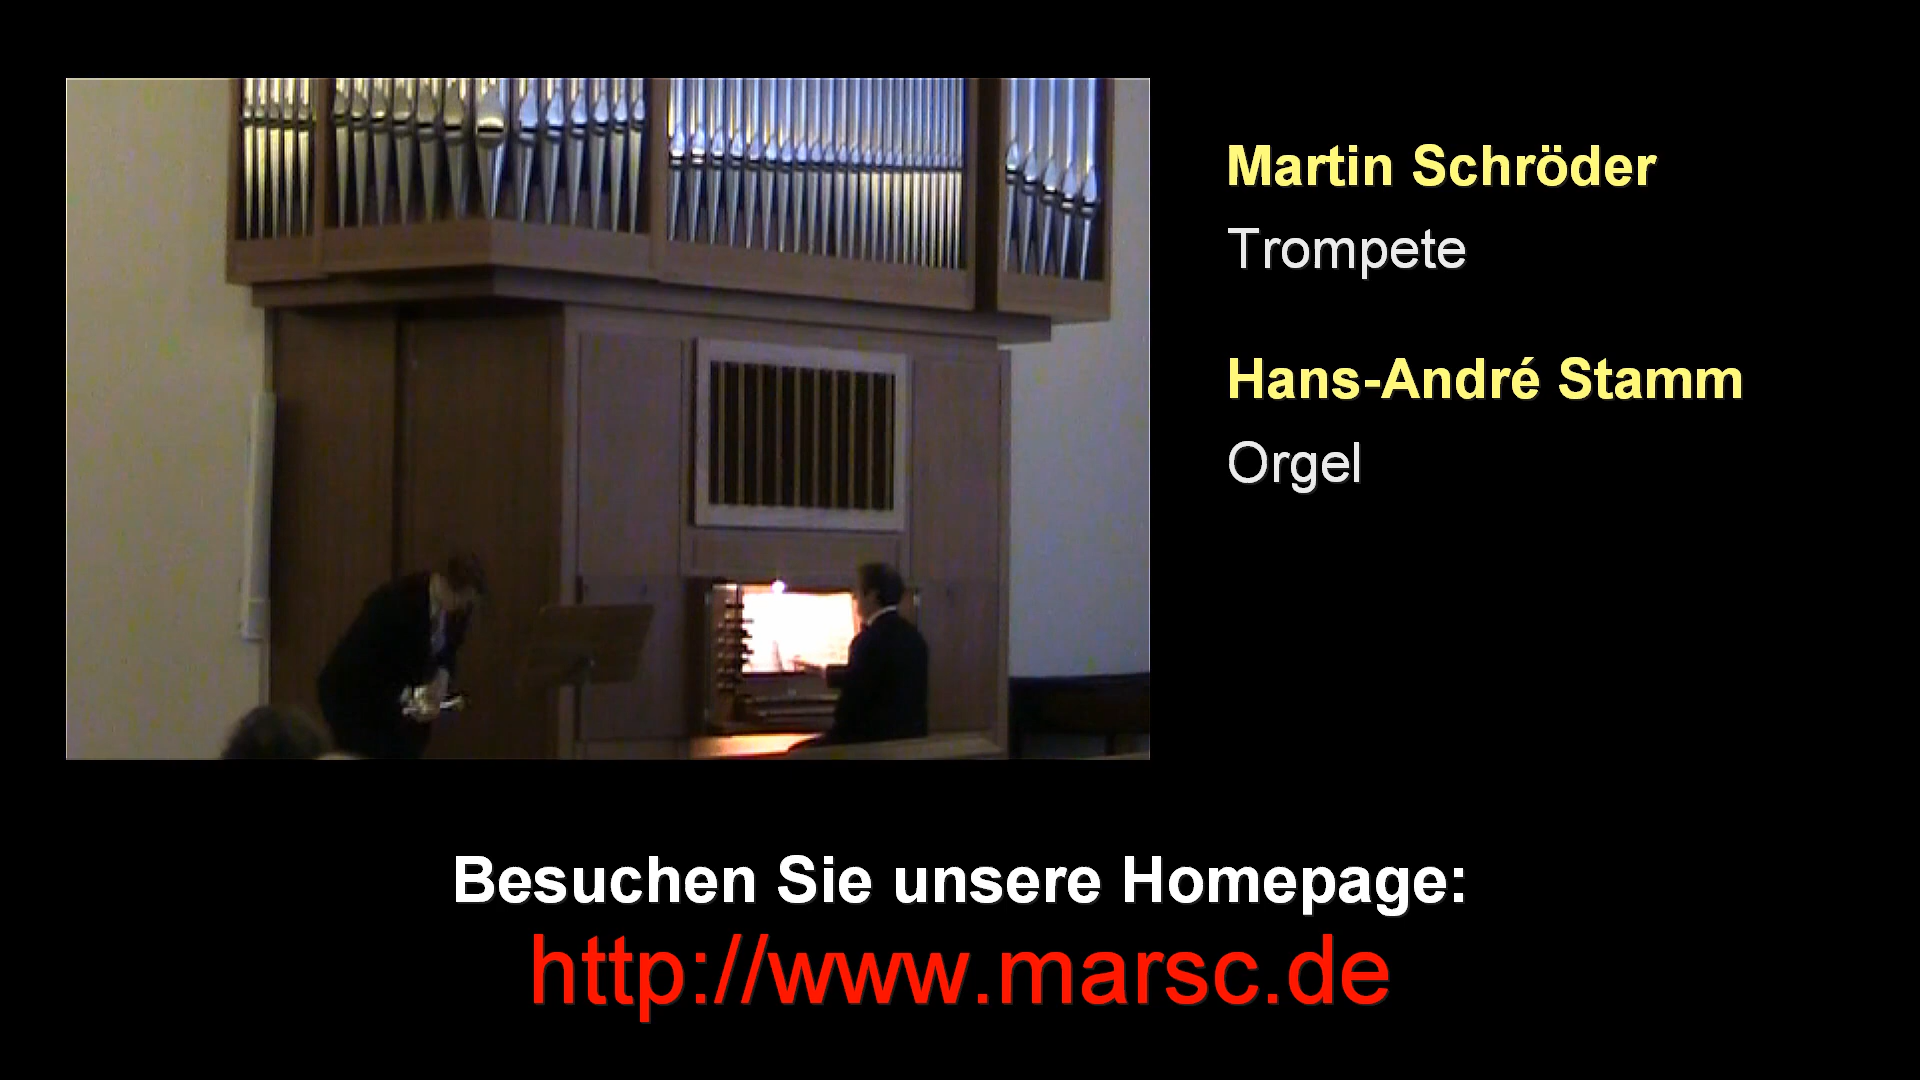 Martin Schröder
Trompete
Hans-André Stamm
Orgel
Besuchen Sie unsere Homepage:
http://www.marsc.de